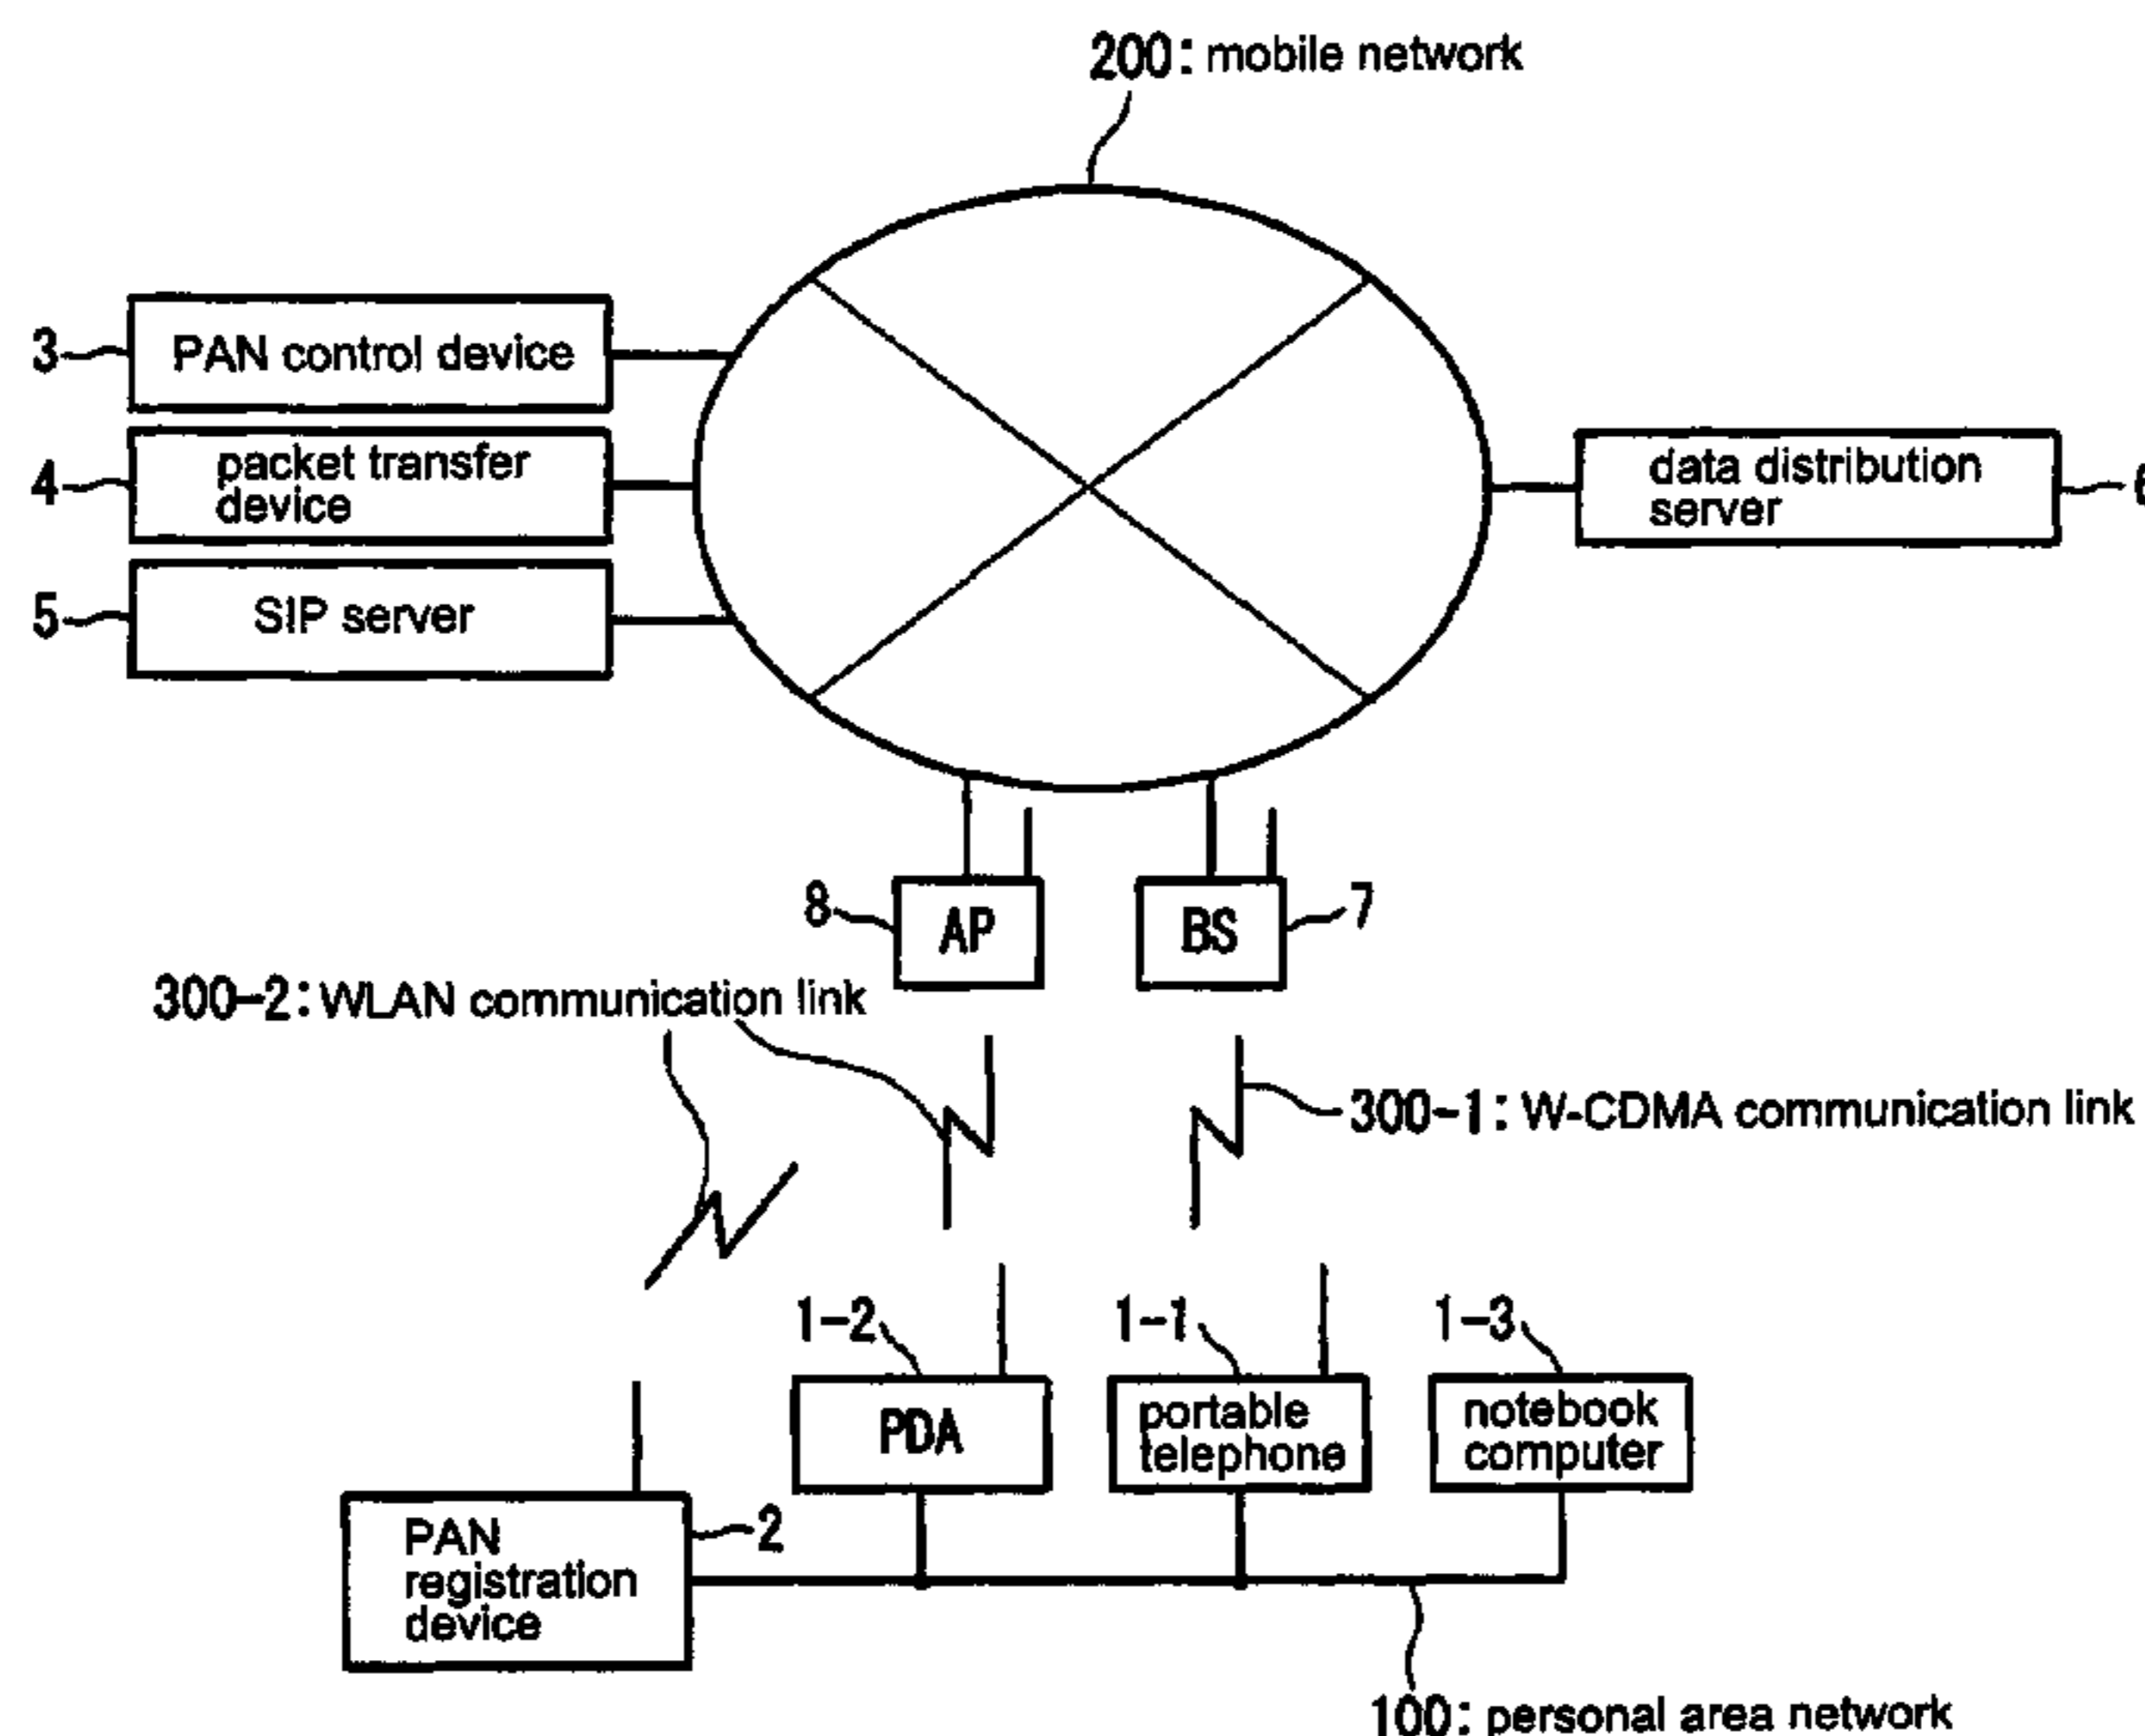 200: mobile network
3
PAN control device
4
packet transfer
device
5
SIP server
data distribution
server
8
AP
BS
7
300-2: WLAN communication link
300-1: W-CDMA communication link
1-2
1-1
1-3
PDA
portable
telephone
notebook
computer
PAN
registration
device
2
100: personal area network